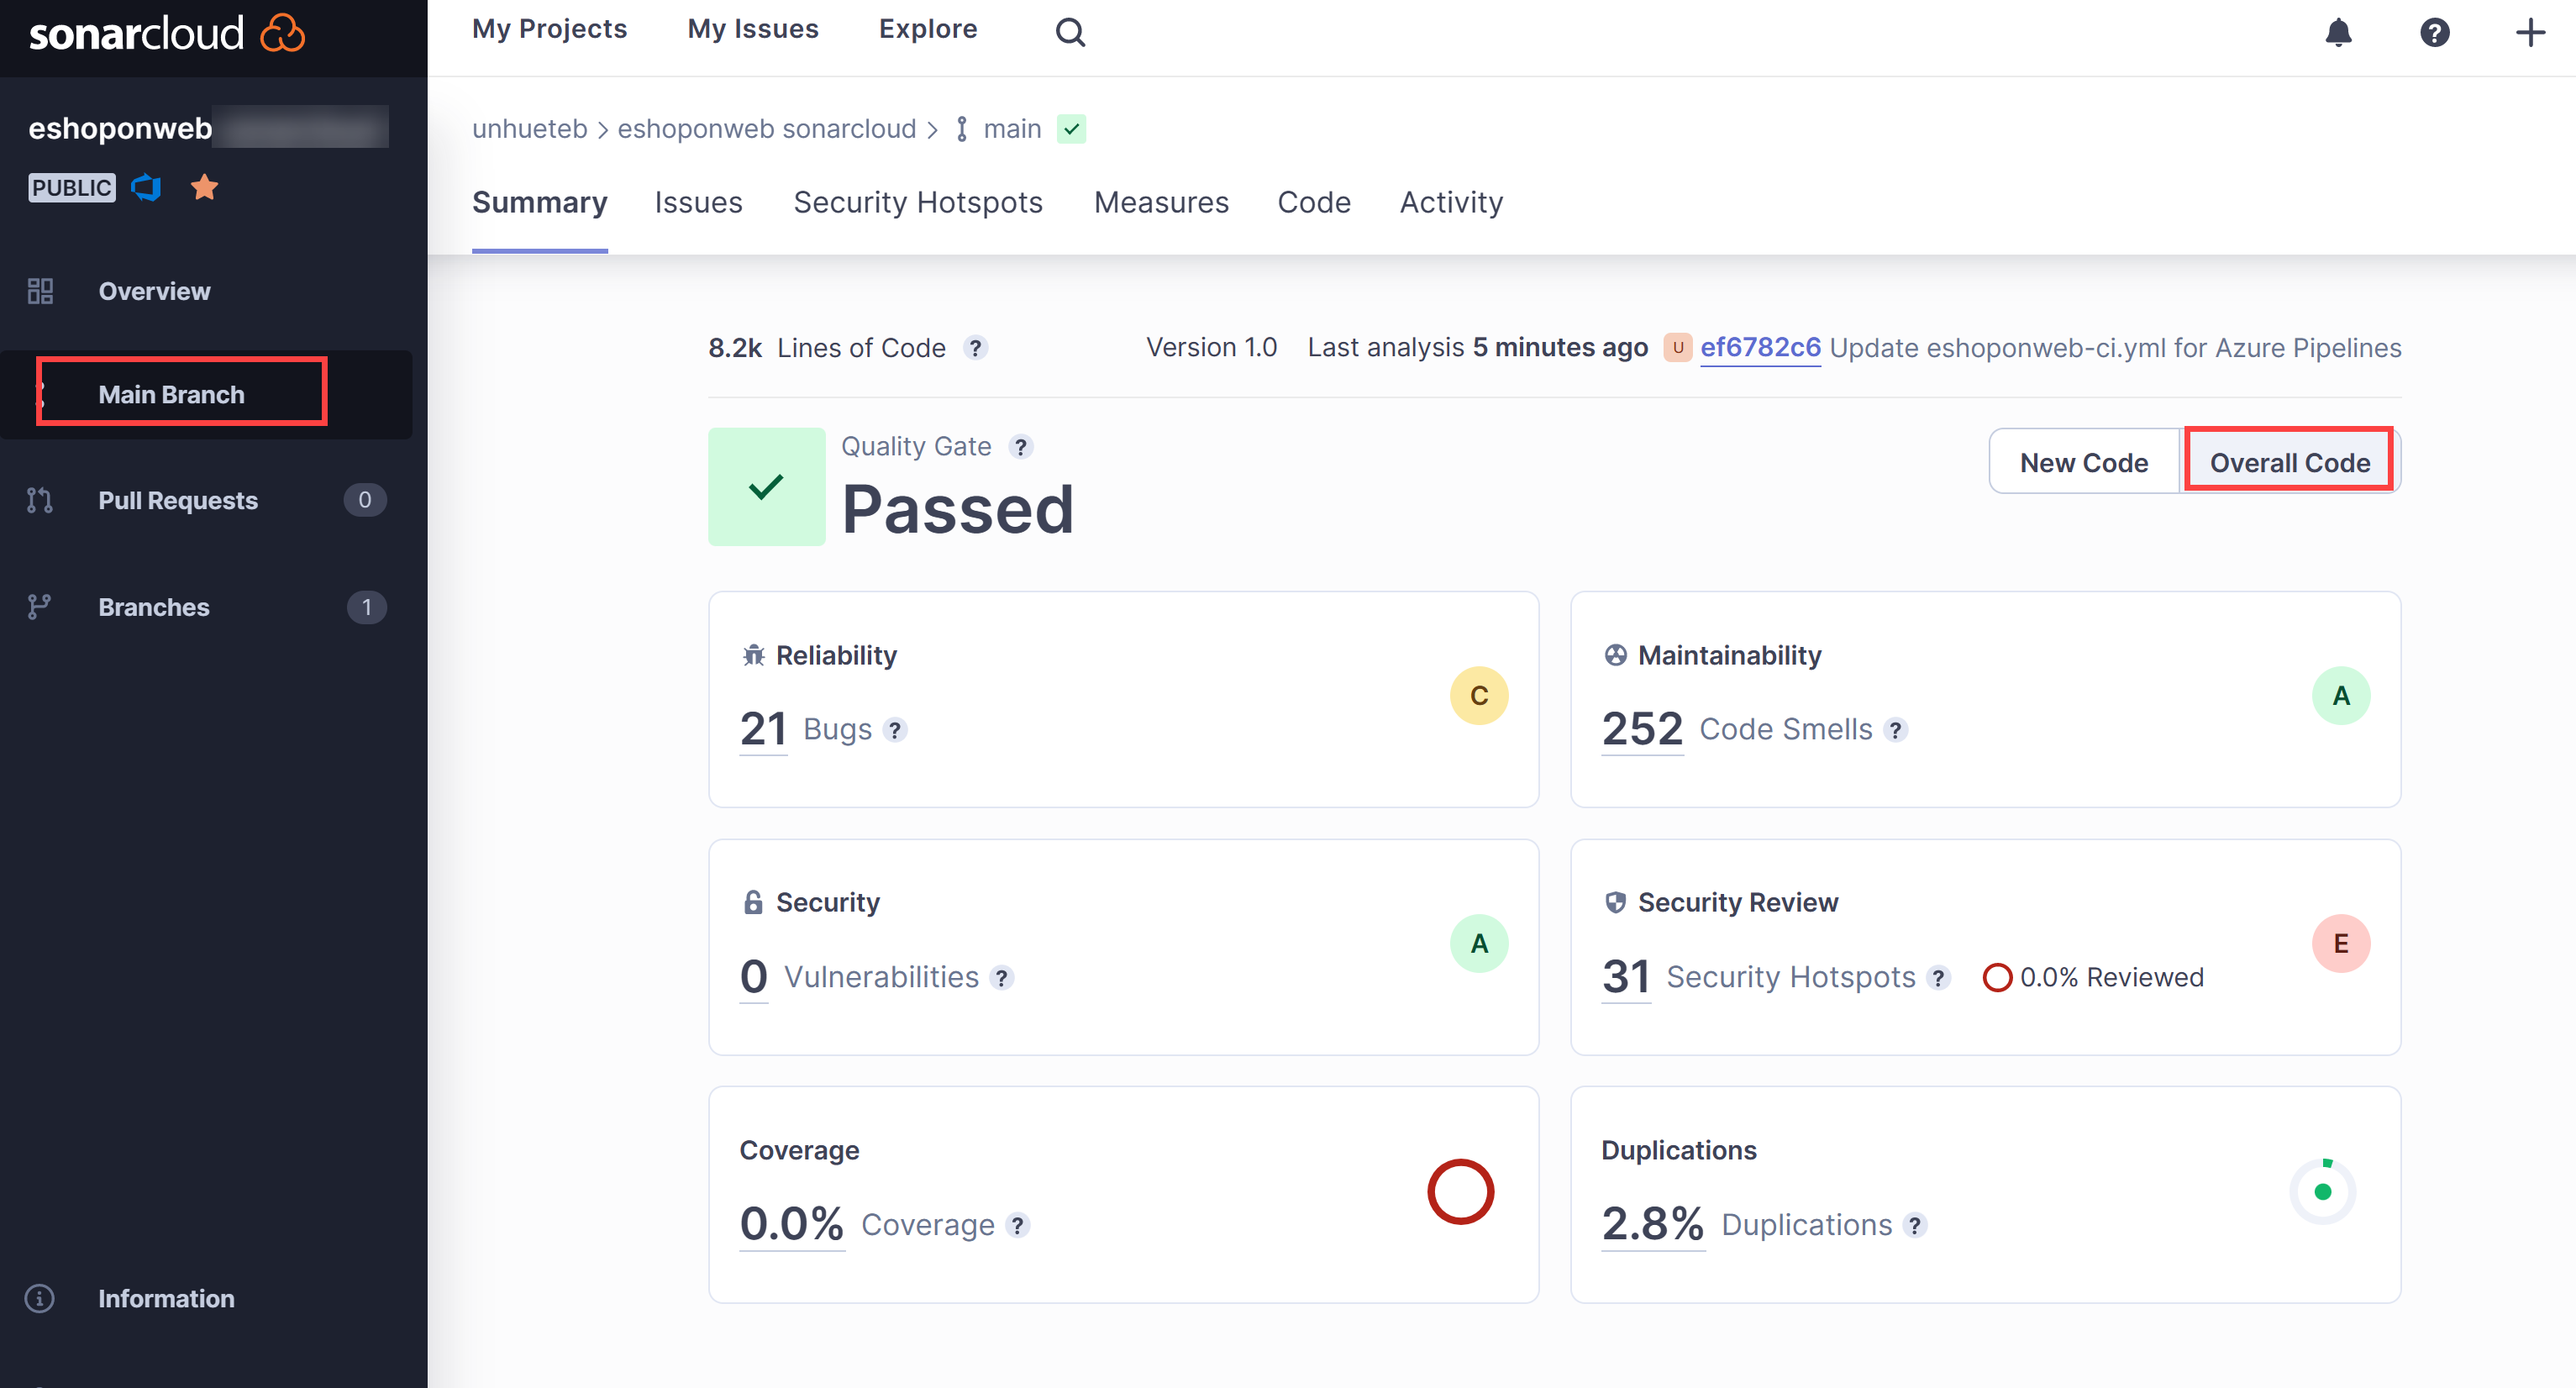 sonarcloud
My Projects My Issues Explore
eshoponweb
PUBLIC
Overview
Main Branch
Pull Requests 0
Branches 1
Information
unhueteb > eshoponweb sonarcloud > main
Summary Issues Security Hotspots Measures Code Activity
8.2k Lines of Code ? Version 1.0 Last analysis 5 minutes ago U ef6782c6 Update eshoponweb-ci.yml for Azure Pipelines
Quality Gate ?
Passed
New Code Overall Code
Reliability
21 Bugs ?
C
Maintainability
252 Code Smells ?
A
Security
0 Vulnerabilities ?
A
Security Review
31 Security Hotspots ? 0.0% Reviewed
E
Coverage
0.0% Coverage ?
Duplications
2.8% Duplications ?